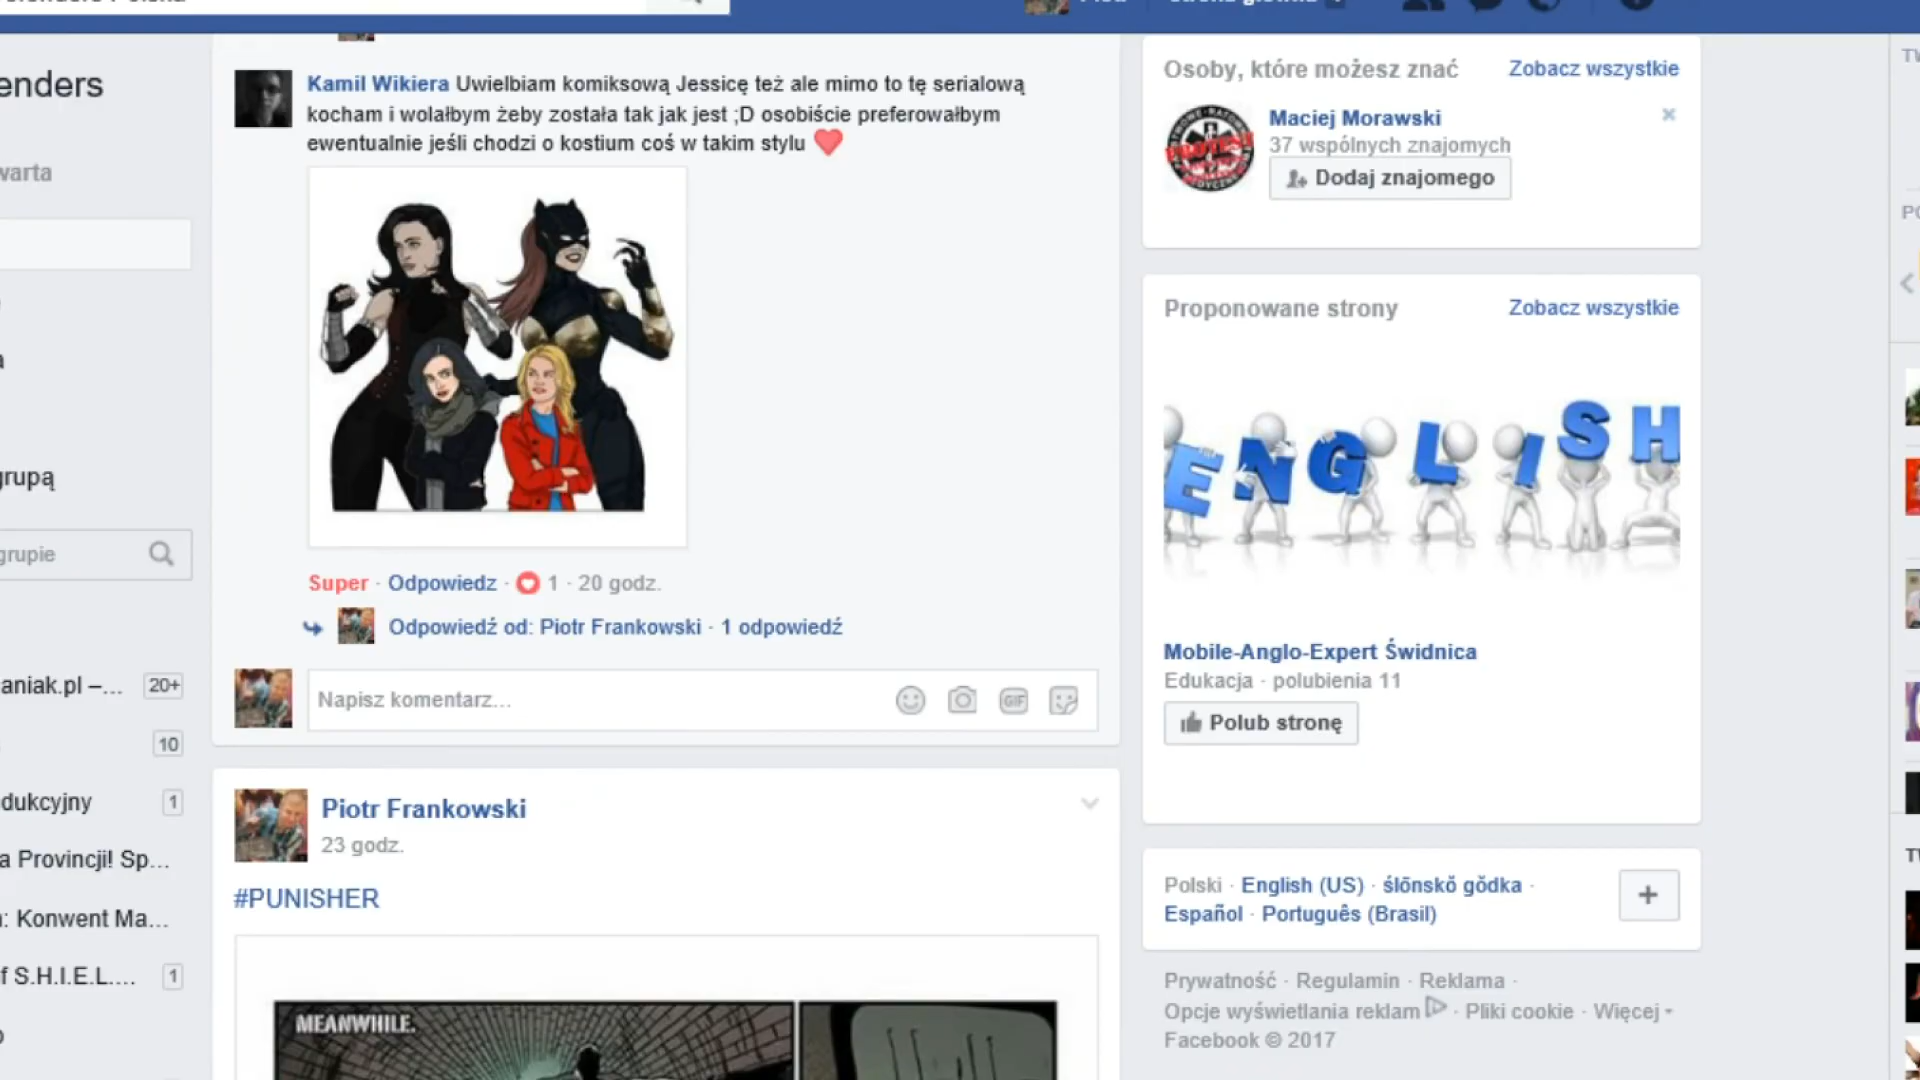 enders
warta
grupą
grupie
aniak.pl –... 20+
10
dukcyjny 1
a Provincji! Sp...
: Konwent Ma...
f S.H.I.E.L.... 1
Kamil Wikiera Uwielbiam komiksową Jessicę też ale mimo to tę serialową
kocham i wolałbym żeby została tak jak jest ;D osobiście preferowałbym
ewentualnie jeśli chodzi o kostium coś w takim stylu ❤
Super · Odpowiedz · 1 · 20 godz.
Odpowiedź od: Piotr Frankowski · 1 odpowiedź
Napisz komentarz...
GIF
Piotr Frankowski
23 godz.
#PUNISHER
MEANWHILE.
Osoby, które możesz znać Zobacz wszystkie
Maciej Morawski
37 wspólnych znajomych
Dodaj znajomego
PROTEST
Proponowane strony Zobacz wszystkie
ENGLISH
Mobile-Anglo-Expert Świdnica
Edukacja · polubienia 11
Polub stronę
Polski · English (US) · ślōnskŏ gŏdka ·
Español · Português (Brasil)
Prywatność · Regulamin · Reklama ·
Opcje wyświetlania reklam · Pliki cookie · Więcej
Facebook © 2017